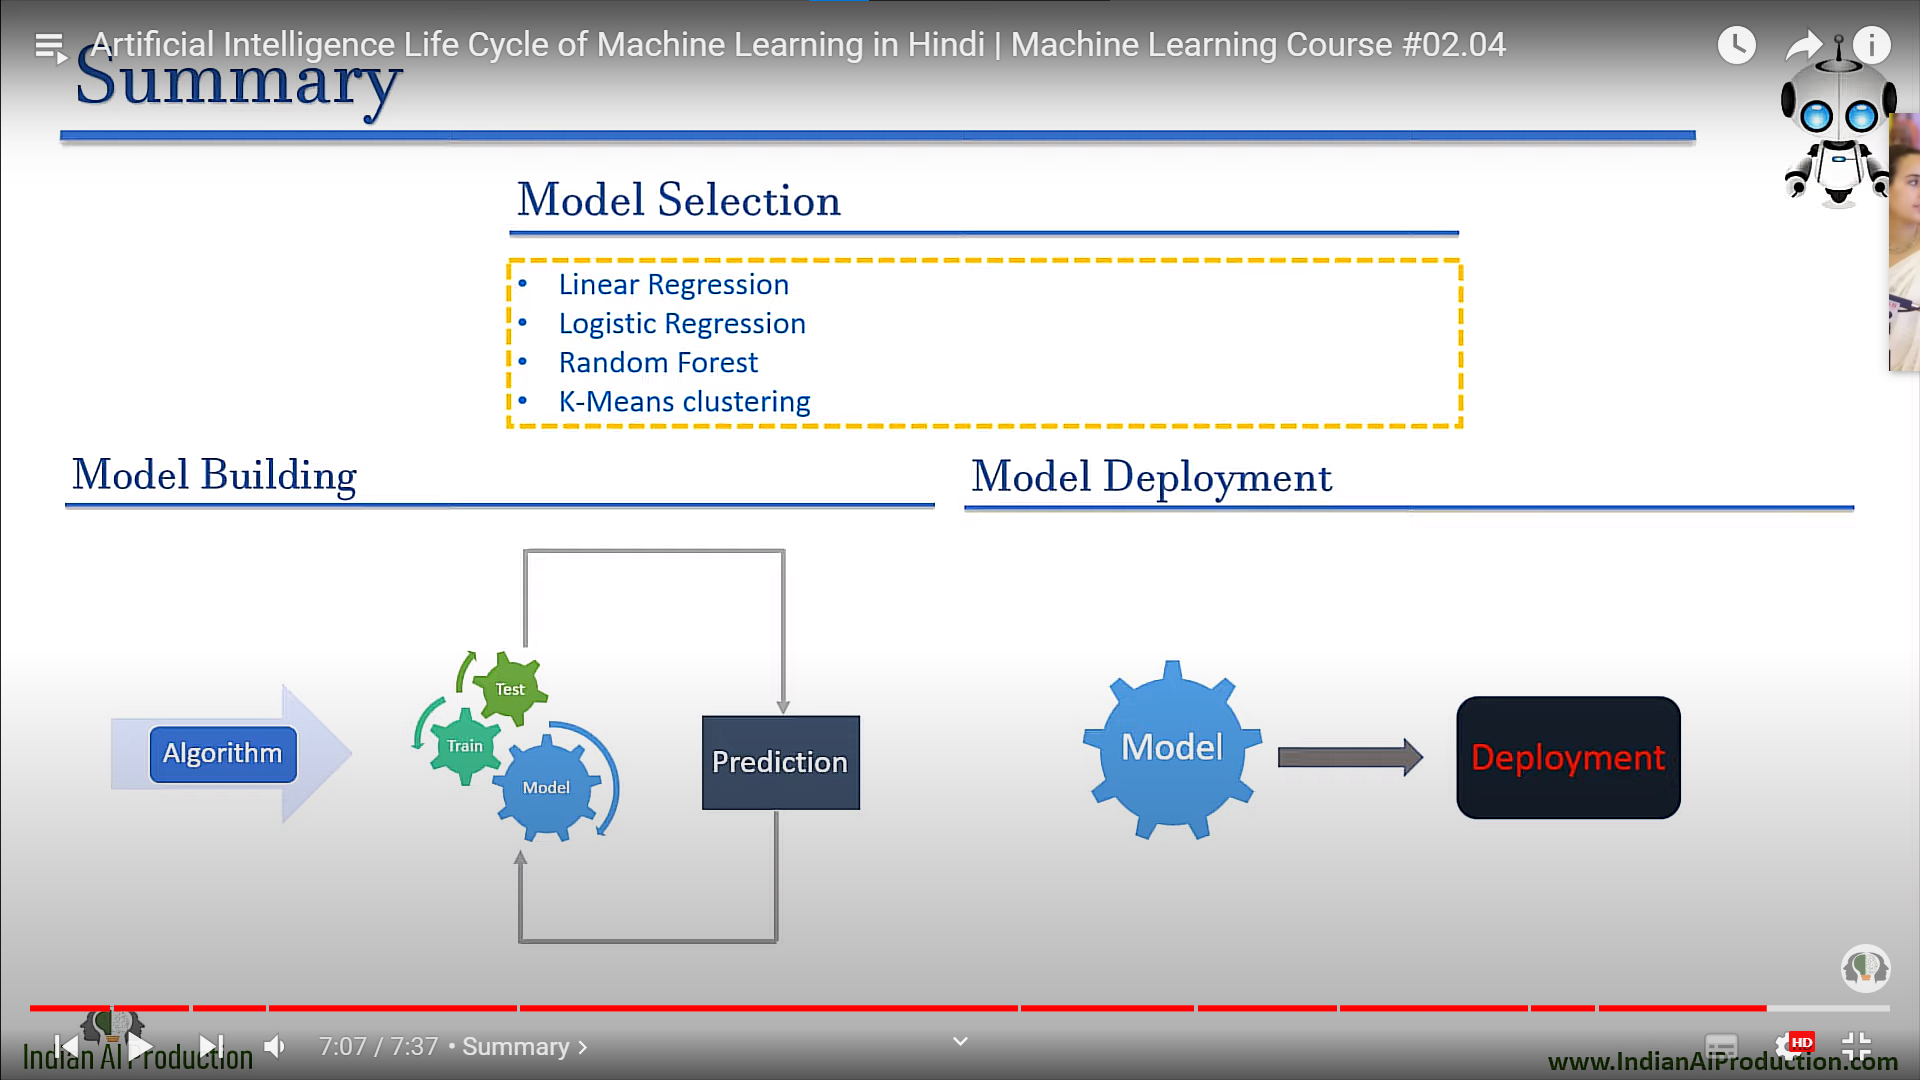 Artificial Intelligence Life Cycle of Machine Learning in Hindi | Machine Learning Course #02.04
Summary
Model Selection
• Linear Regression
• Logistic Regression
• Random Forest
• K-Means clustering
Model Building
Model Deployment
Algorithm
Test
Train
Model
Prediction
Model
Deployment
7:07 / 7:37 • Summary
HD
Indian AI Production
www.IndianAiProduction.com